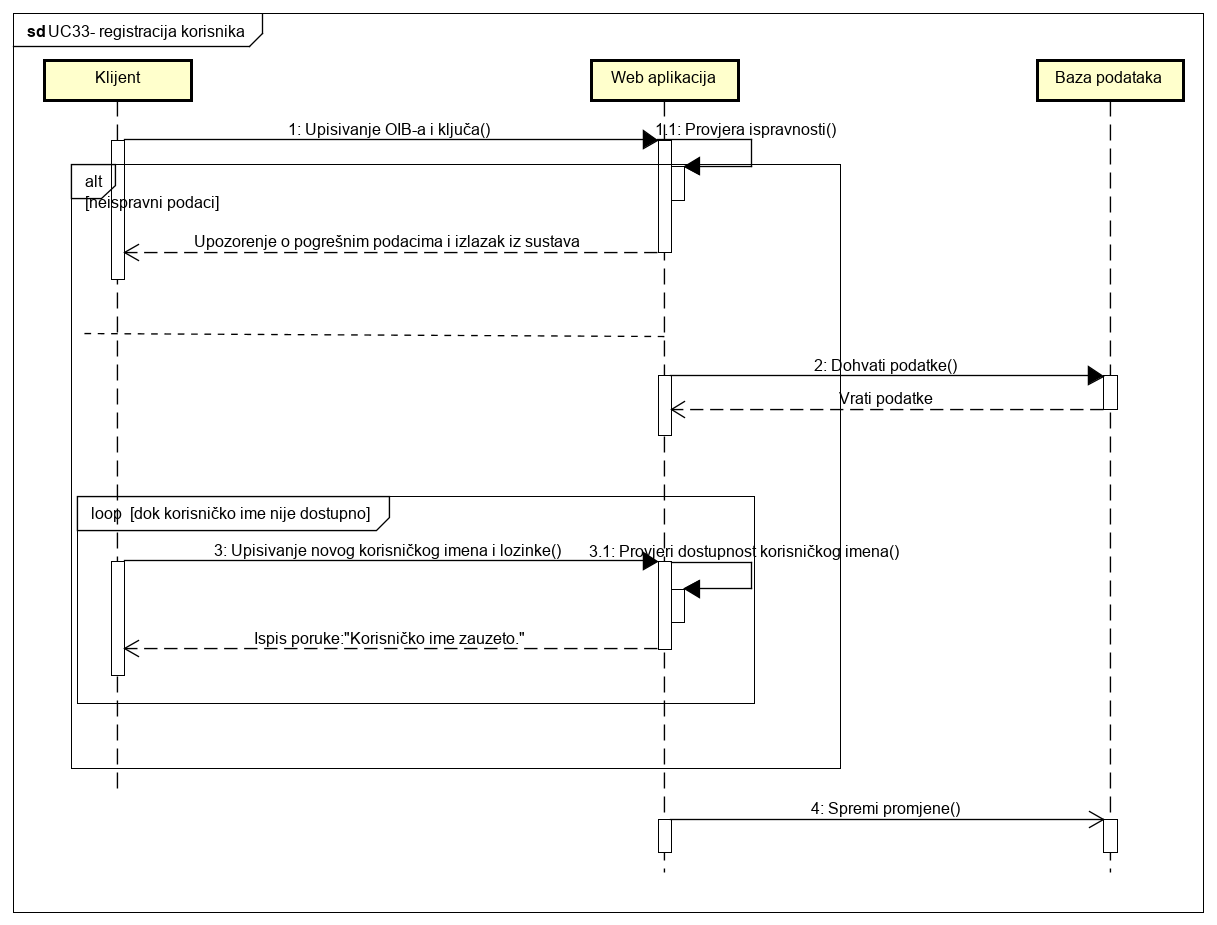 sd UC33- registracija korisnika
Klijent
Web aplikacija
Baza podataka
1: Upisivanje OIB-a i ključa()
1.1: Provjera ispravnosti()
alt
[neispravni podaci]
Upozorenje o pogrešnim podacima i izlazak iz sustava
2: Dohvati podatke()
Vrati podatke
loop [dok korisničko ime nije dostupno]
3: Upisivanje novog korisničkog imena i lozinke()
3.1: Provjeri dostupnost korisničkog imena()
Ispis poruke:"Korisničko ime zauzeto."
4: Spremi promjene()